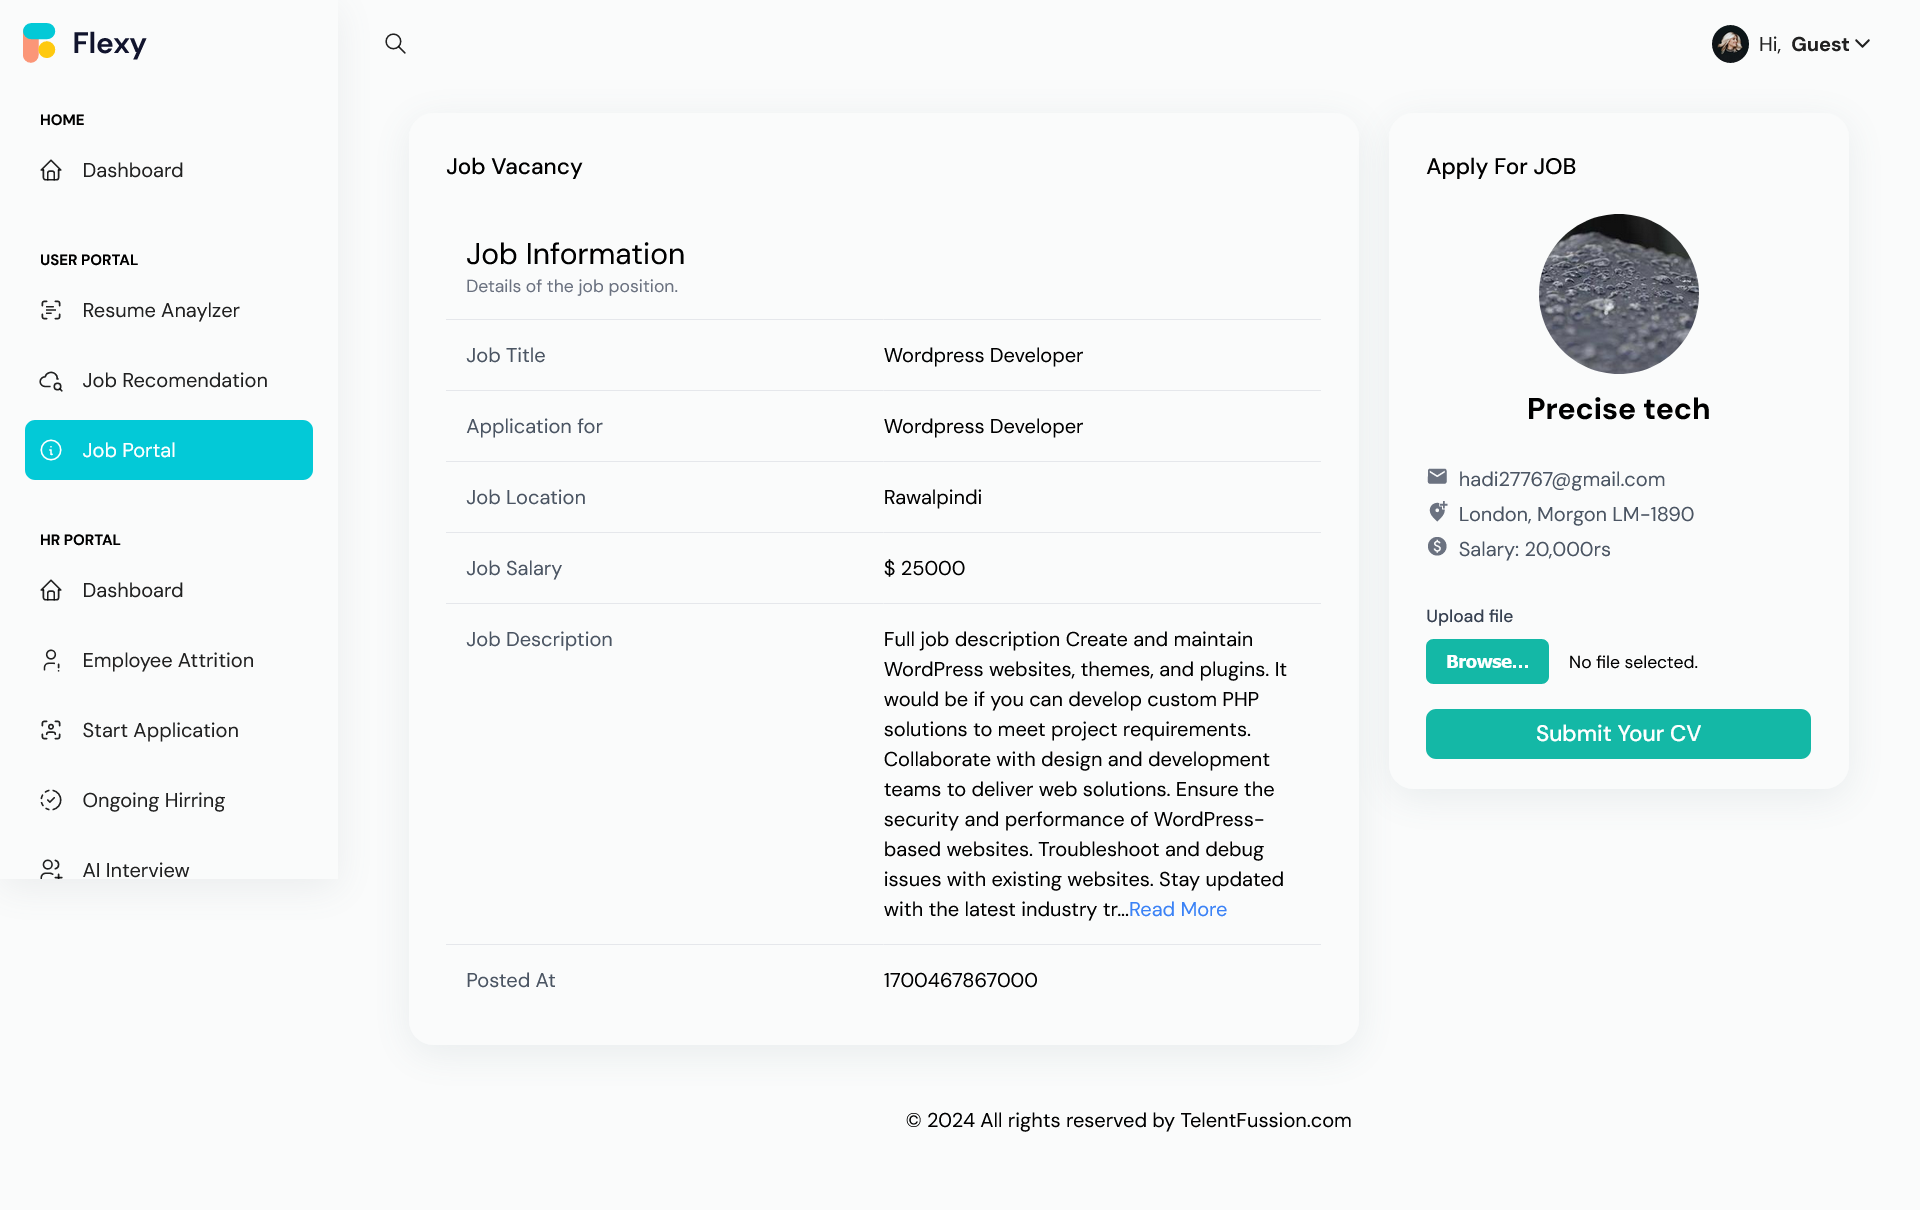 Flexy
Hi, Guest
HOME
Dashboard
USER PORTAL
Resume Anaylzer
Job Recomendation
Job Portal
HR PORTAL
Dashboard
Employee Attrition
Start Application
Ongoing Hirring
AI Interview
Job Vacancy
Job Information
Details of the job position.
Job Title Wordpress Developer
Application for Wordpress Developer
Job Location Rawalpindi
Job Salary $ 25000
Job Description Full job description Create and maintain
WordPress websites, themes, and plugins. It
would be if you can develop custom PHP
solutions to meet project requirements.
Collaborate with design and development
teams to deliver web solutions. Ensure the
security and performance of WordPress-
based websites. Troubleshoot and debug
issues with existing websites. Stay updated
with the latest industry tr...Read More
Posted At 1700467867000
Apply For JOB
Precise tech
hadi27767@gmail.com
London, Morgon LM-1890
Salary: 20,000rs
Upload file
Browse... No file selected.
Submit Your CV
© 2024 All rights reserved by TelentFussion.com